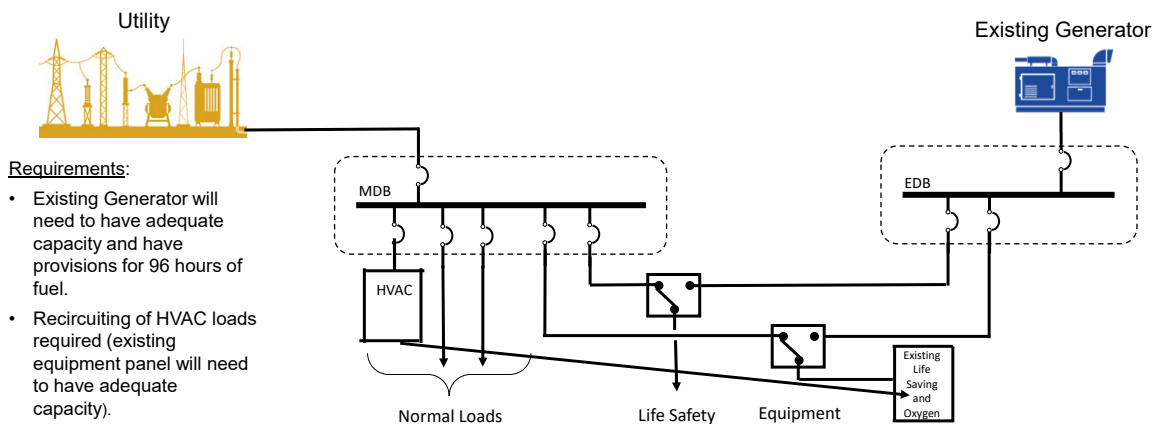 Utility
Existing Generator
Requirements:
• Existing Generator will
need to have adequate
capacity and have
provisions for 96 hours of
fuel.
• Recircuiting of HVAC loads
required (existing
equipment panel will need
to have adequate
capacity).
MDB
EDB
HVAC
Existing
Life
Saving
and
Oxygen
Normal Loads
Life Safety
Equipment